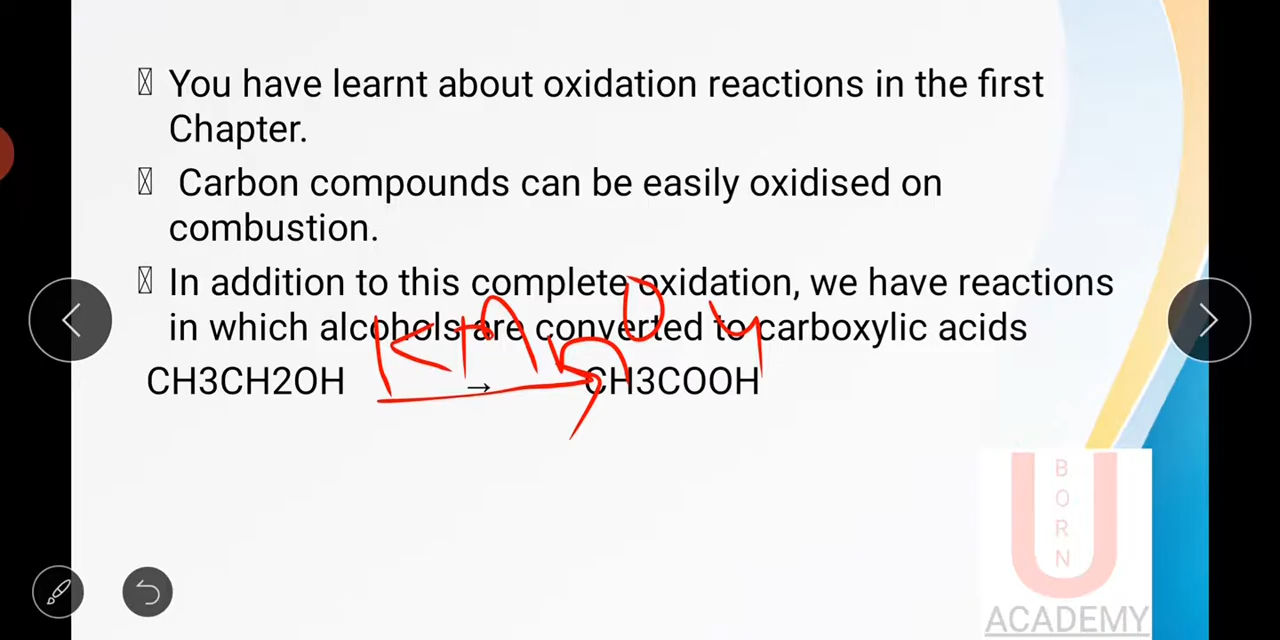 You have learnt about oxidation reactions in the first
Chapter.
Carbon compounds can be easily oxidised on
combustion.
In addition to this complete oxidation, we have reactions
in which alcohols are converted to carboxylic acids
KMnO4
CH3CH2OH → CH3COOH
BORN
U
ACADEMY